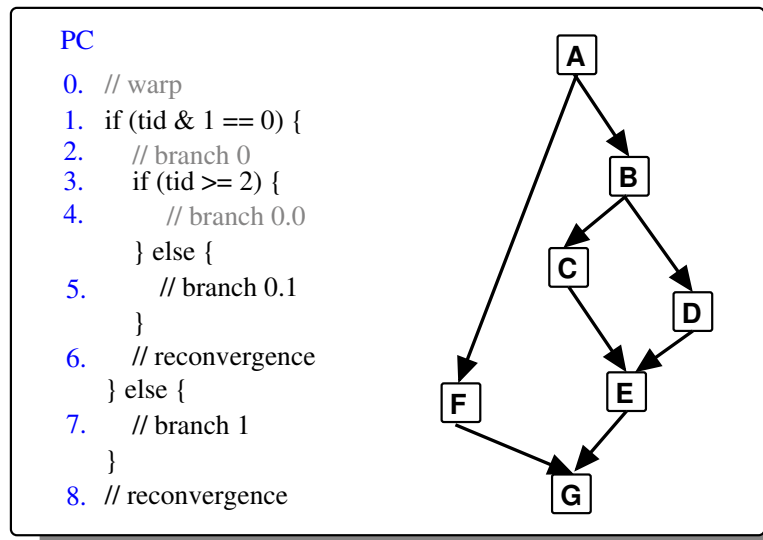 PC
0. // warp
1. if (tid & 1 == 0) {
2. // branch 0
3. if (tid >= 2) {
4. // branch 0.0
} else {
5. // branch 0.1
}
6. // reconvergence
} else {
7. // branch 1
}
8. // reconvergence
A
B
C
D
E
F
G